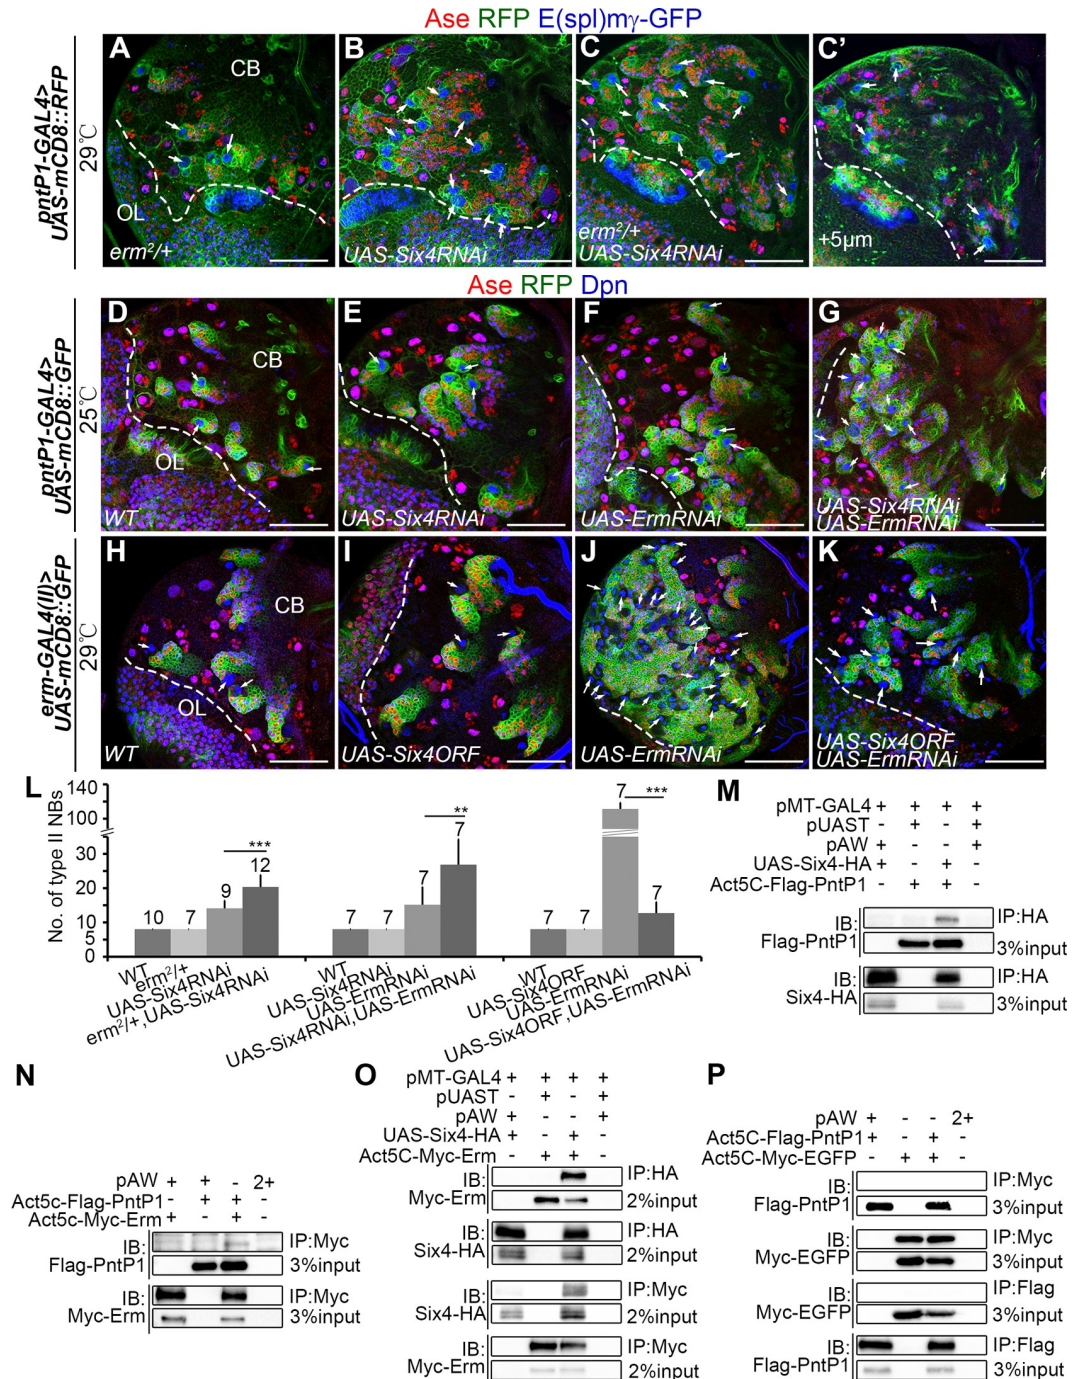 Ase RFP E(spl)mγ-GFP
pntP1-GAL4>
UAS-mCD8::RFP
29℃
A
CB
OL
erm2/+
B
UAS-Six4RNAi
C
erm2/+
UAS-Six4RNAi
C’
+5μm
Ase RFP Dpn
pntP1-GAL4>
UAS-mCD8::GFP
25℃
D
CB
OL
WT
E
UAS-Six4RNAi
F
UAS-ErmRNAi
G
UAS-Six4RNAi
UAS-ErmRNAi
erm-GAL4(II)>
UAS-mCD8::GFP
29℃
H
CB
OL
WT
I
UAS-Six4ORF
J
UAS-ErmRNAi
K
UAS-Six4ORF
UAS-ErmRNAi
L
No. of type II NBs
140
100
30
20
10
5
0
10 7 9 12 ***
7 7 7 7 **
7 7 7 7 ***
WT
erm2/+
UAS-Six4RNAi
erm2/+,UAS-Six4RNAi
WT
UAS-Six4RNAi
UAS-ErmRNAi
UAS-Six4RNAi,UAS-ErmRNAi
WT
UAS-Six4ORF
UAS-ErmRNAi
UAS-Six4ORF,UAS-ErmRNAi
M
pMT-GAL4 + + + +
pUAST - + - +
pAW + - - +
UAS-Six4-HA + - + -
Act5C-Flag-PntP1 - + + -
IB: Flag-PntP1
IP:HA
3%input
IB: Six4-HA
IP:HA
3%input
N
pAW + + - 2+
Act5c-Flag-PntP1 - + + -
Act5c-Myc-Erm + - + -
IB: Flag-PntP1
IP:Myc
3%input
IB: Myc-Erm
IP:Myc
3%input
O
pMT-GAL4 + + + +
pUAST - + - +
pAW + - - +
UAS-Six4-HA + - + -
Act5C-Myc-Erm - + + -
IB: Myc-Erm
IP:HA
2%input
IB: Six4-HA
IP:HA
2%input
IB: Six4-HA
IP:Myc
2%input
IB: Myc-Erm
IP:Myc
2%input
P
pAW + - - 2+
Act5C-Flag-PntP1 + - + -
Act5C-Myc-EGFP - + + -
IB: Flag-PntP1
IP:Myc
3%input
IB: Myc-EGFP
IP:Myc
3%input
IB: Myc-EGFP
IP:Flag
3%input
IB: Flag-PntP1
IP:Flag
3%input